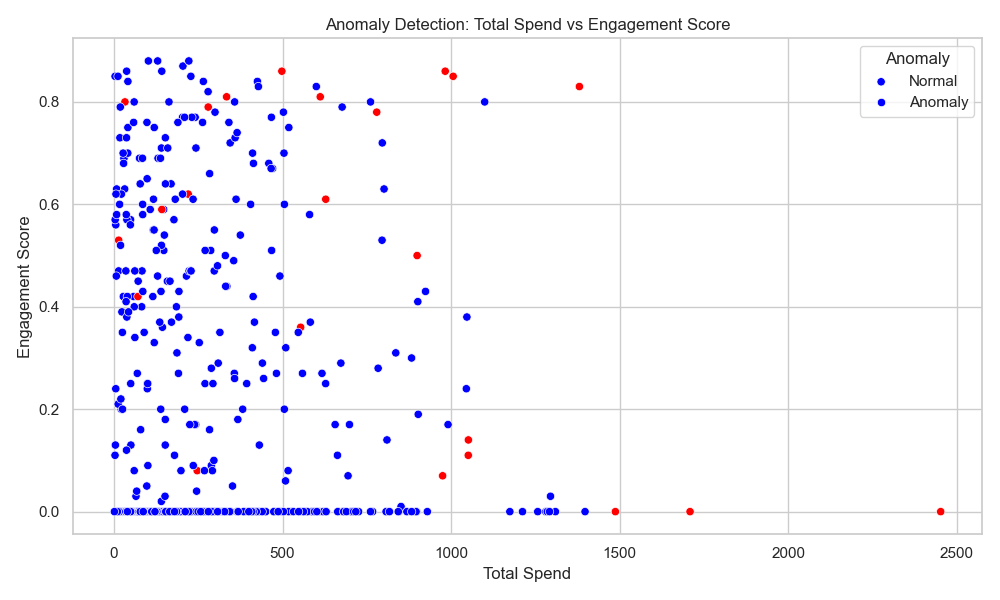 Anomaly Detection: Total Spend vs Engagement Score
Anomaly
Normal
Anomaly
Engagement Score
0.8
0.6
0.4
0.2
0.0
0
500
1000
1500
2000
2500
Total Spend